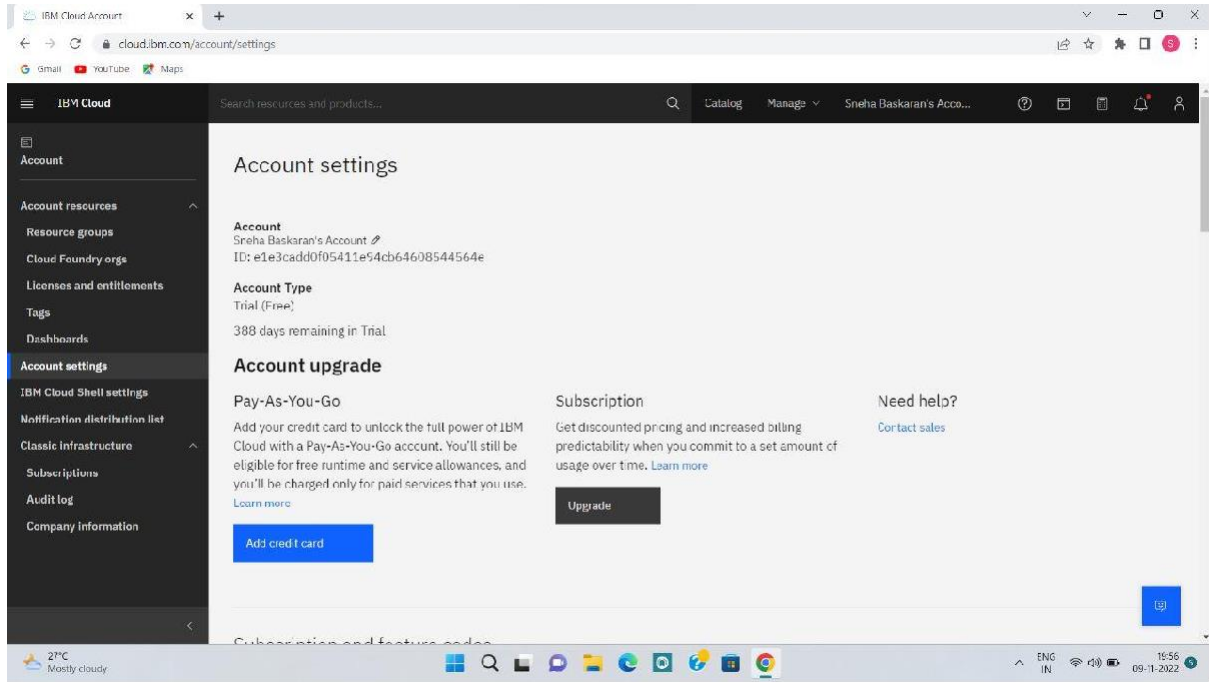 IBM Cloud Account
cloud.ibm.com/account/settings
Gmail YouTube Maps
S
IBM Cloud
Search resources and products...
Catalog Manage Sneha Baskaran's Acco...
Account
Account resources
Resource groups
Cloud Foundry orgs
Licenses and entitlements
Tags
Dashboards
Account settings
IBM Cloud Shell settings
Notification distribution list
Classic infrastructure
Subscriptions
Audit log
Company information
Account settings
Account
Sneha Baskaran's Account
ID: e1e3cadd0f05411e94cb64608544564e
Account Type
Trial (Free)
388 days remaining in Trial
Account upgrade
Pay-As-You-Go
Add your credit card to unlock the full power of IBM
Cloud with a Pay-As-You-Go account. You'll still be
eligible for free runtime and service allowances, and
you'll be charged only for paid services that you use.
Learn more
Add credit card
Subscription
Get discounted pricing and increased billing
predictability when you commit to a set amount of
usage over time. Learn more
Upgrade
Need help?
Contact sales
Subscription and feature codes
27°C
Mostly cloudy
ENG
IN
19:56
09-11-2022